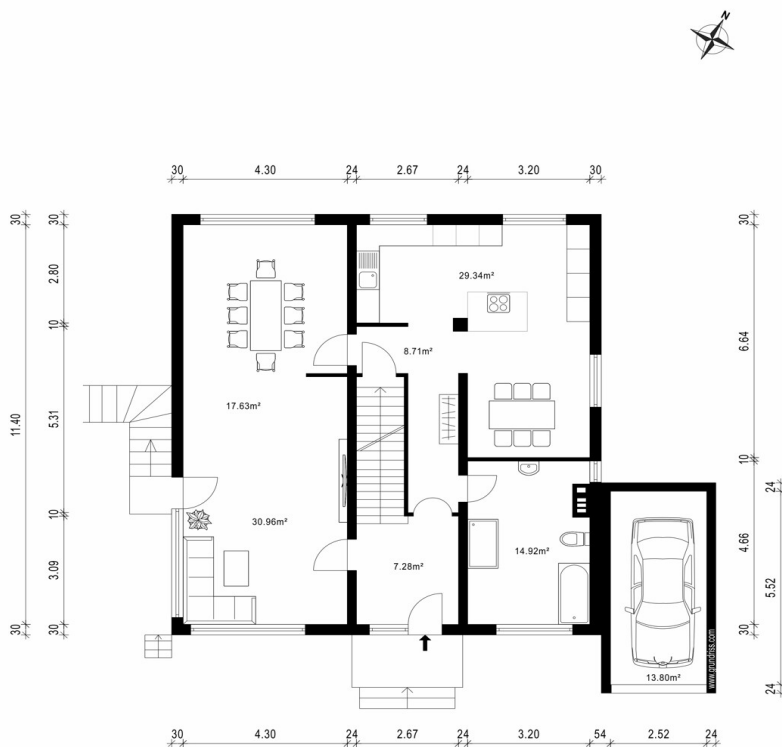 N
30 4.30 24 2.67 24 3.20 30
30 11.40 30
30 2.80 10 5.31 10 3.09 30
29.34m²
8.71m²
17.63m²
30.96m²
7.28m²
14.92m²
13.80m²
www.grundriss.com
30 6.64 10 4.66 30
24 5.52 24
30 4.30 24 2.67 24 3.20 54 2.52 24